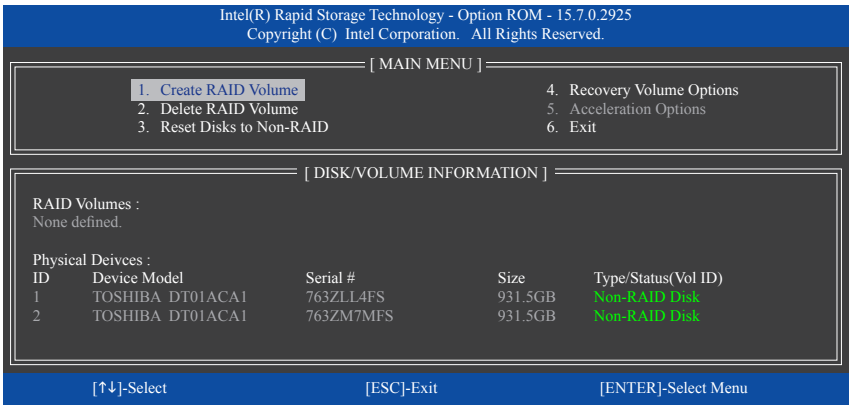 Intel(R) Rapid Storage Technology - Option ROM - 15.7.0.2925
Copyright (C) Intel Corporation. All Rights Reserved.
[ MAIN MENU ]
1. Create RAID Volume
2. Delete RAID Volume
3. Reset Disks to Non-RAID
4. Recovery Volume Options
5. Acceleration Options
6. Exit
[ DISK/VOLUME INFORMATION ]
RAID Volumes :
None defined.
Physical Deivces :
ID Device Model Serial # Size Type/Status(Vol ID)
1 TOSHIBA DT01ACA1 763ZLL4FS 931.5GB Non-RAID Disk
2 TOSHIBA DT01ACA1 763ZM7MFS 931.5GB Non-RAID Disk
[↑↓]-Select [ESC]-Exit [ENTER]-Select Menu